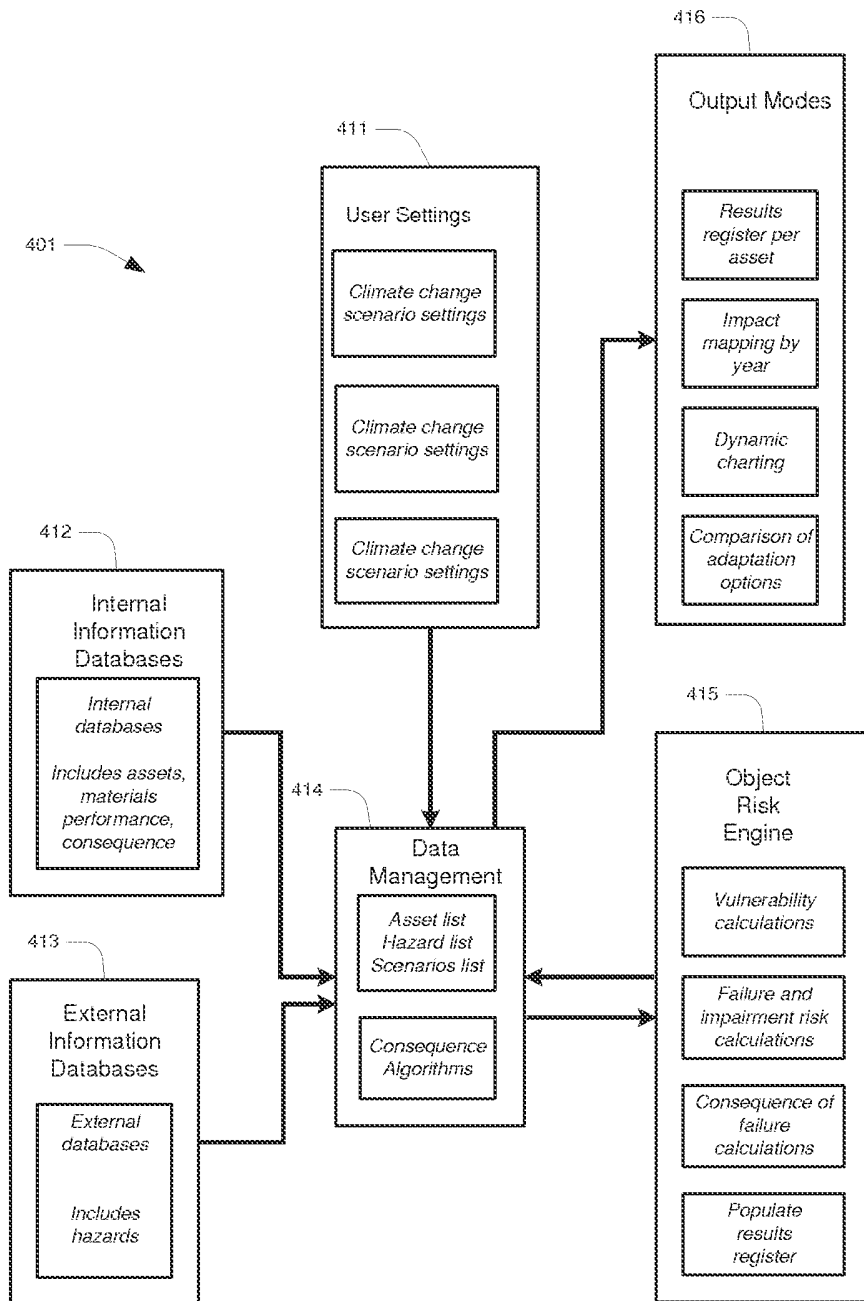 416
Output Modes
Results
register per
asset
Impact
mapping by
year
Dynamic
charting
Comparison of
adaptation
options
411
User Settings
Climate change
scenario settings
Climate change
scenario settings
Climate change
scenario settings
401
412
Internal
Information
Databases
Internal
databases
Includes assets,
materials
performance,
consequence
413
External
Information
Databases
External
databases
Includes
hazards
414
Data
Management
Asset list
Hazard list
Scenarios list
Consequence
Algorithms
415
Object
Risk
Engine
Vulnerability
calculations
Failure and
impairment risk
calculations
Consequence of
failure
calculations
Populate
results
register